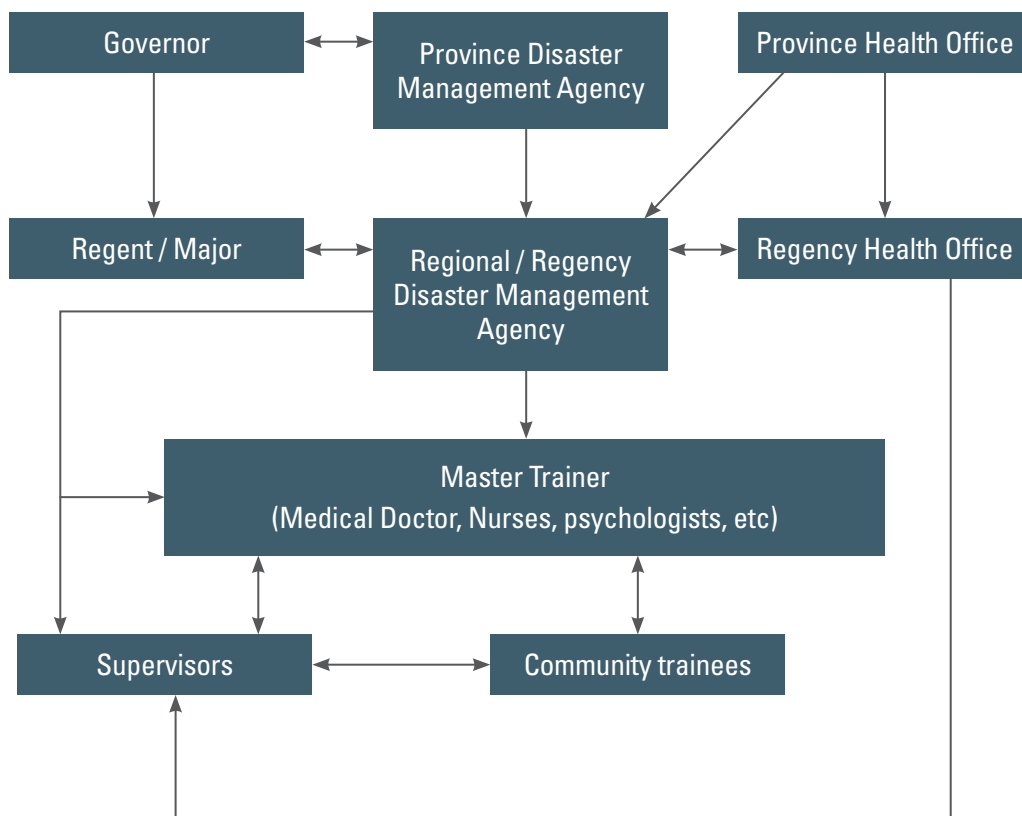 Governor
Province Disaster
Management Agency
Province Health Office
Regent / Major
Regional / Regency
Disaster Management
Agency
Regency Health Office
Master Trainer
(Medical Doctor, Nurses, psychologists, etc)
Supervisors
Community trainees